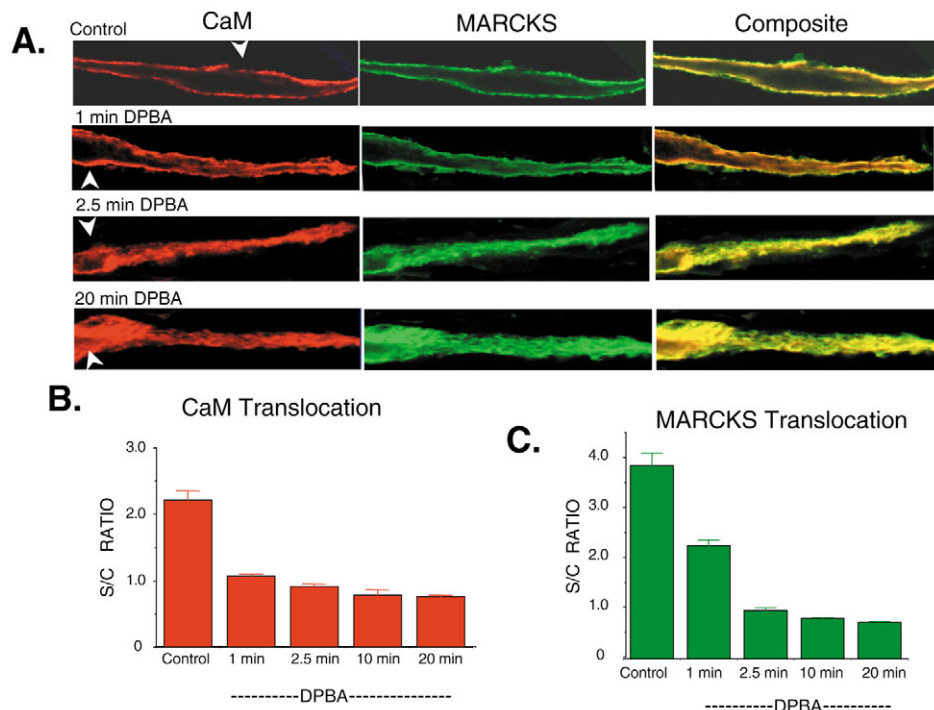 A.
Control
CaM
MARCKS
Composite
1 min DPBA
2.5 min DPBA
20 min DPBA
B.
CaM Translocation
S/C RATIO
3.0
2.0
1.0
0
Control 1 min 2.5 min 10 min 20 min
----------DPBA---------------
C.
MARCKS Translocation
S/C RATIO
4.0
3.0
2.0
1.0
0.0
Control 1 min 2.5 min 10 min 20 min
----------DPBA----------